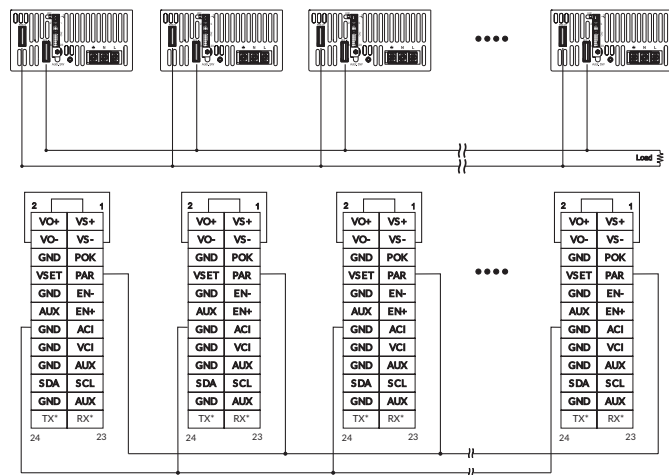 Load
2 1 2 1 2 1 2 1
VO+ VS+ VO+ VS+ VO+ VS+ VO+ VS+
VO- VS- VO- VS- VO- VS- VO- VS-
GND POK GND POK GND POK GND POK
VSET PAR VSET PAR VSET PAR VSET PAR
GND EN- GND EN- GND EN- GND EN-
AUX EN+ AUX EN+ AUX EN+ AUX EN+
GND ACI GND ACI GND ACI GND ACI
GND VCI GND VCI GND VCI GND VCI
GND AUX GND AUX GND AUX GND AUX
SDA SCL SDA SCL SDA SCL SDA SCL
GND AUX GND AUX GND AUX GND AUX
TX* RX* TX* RX* TX* RX* TX* RX*
24 23 24 23 24 23 24 23